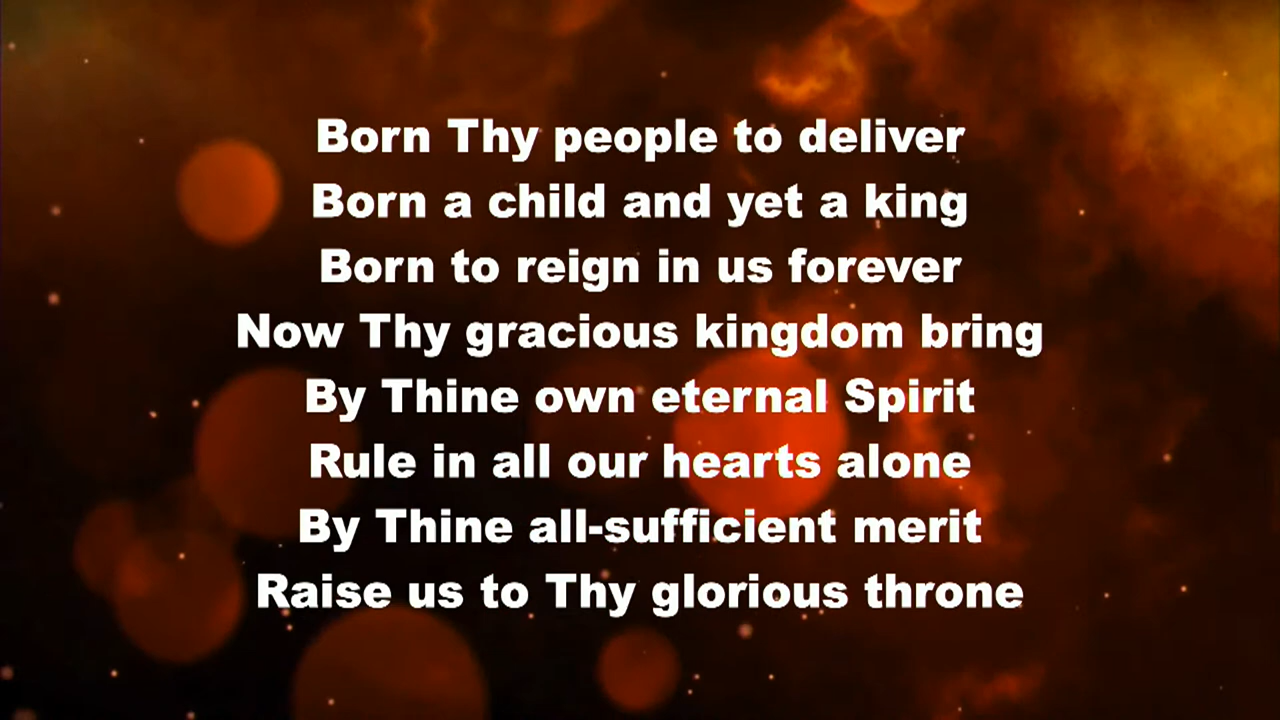 Born Thy people to deliver
Born a child and yet a king
Born to reign in us forever
Now Thy gracious kingdom bring
By Thine own eternal Spirit
Rule in all our hearts alone
By Thine all-sufficient merit
Raise us to Thy glorious throne